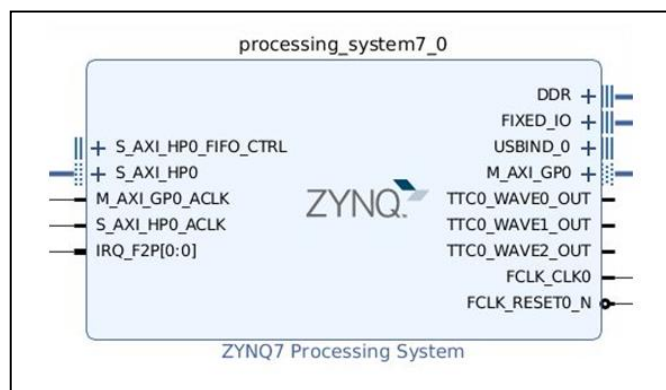 processing_system7_0
S_AXI_HP0_FIFO_CTRL
S_AXI_HP0
M_AXI_GP0_ACLK
S_AXI_HP0_ACLK
IRQ_F2P[0:0]
ZYNQ.
DDR
FIXED_IO
USBIND_0
M_AXI_GP0
TTC0_WAVE0_OUT
TTC0_WAVE1_OUT
TTC0_WAVE2_OUT
FCLK_CLK0
FCLK_RESET0_N
ZYNQ7 Processing System